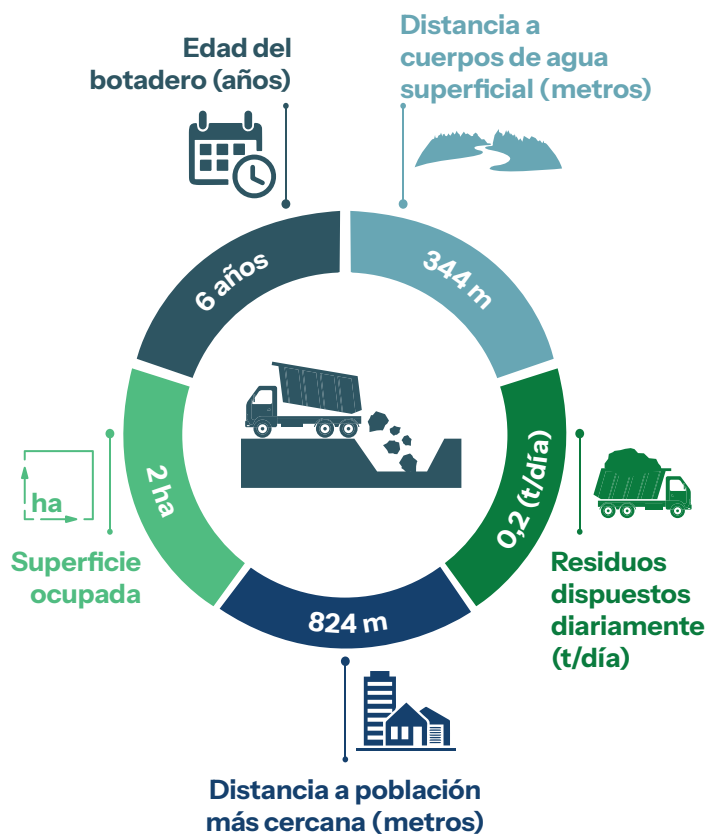 Edad del
botadero (años)
Distancia a
cuerpos de agua
superficial (metros)
6 años
344 m
2 ha
0,2 (t/día)
824 m
ha
Superficie
ocupada
Residuos
dispuestos
diariamente
(t/día)
Distancia a población
más cercana (metros)